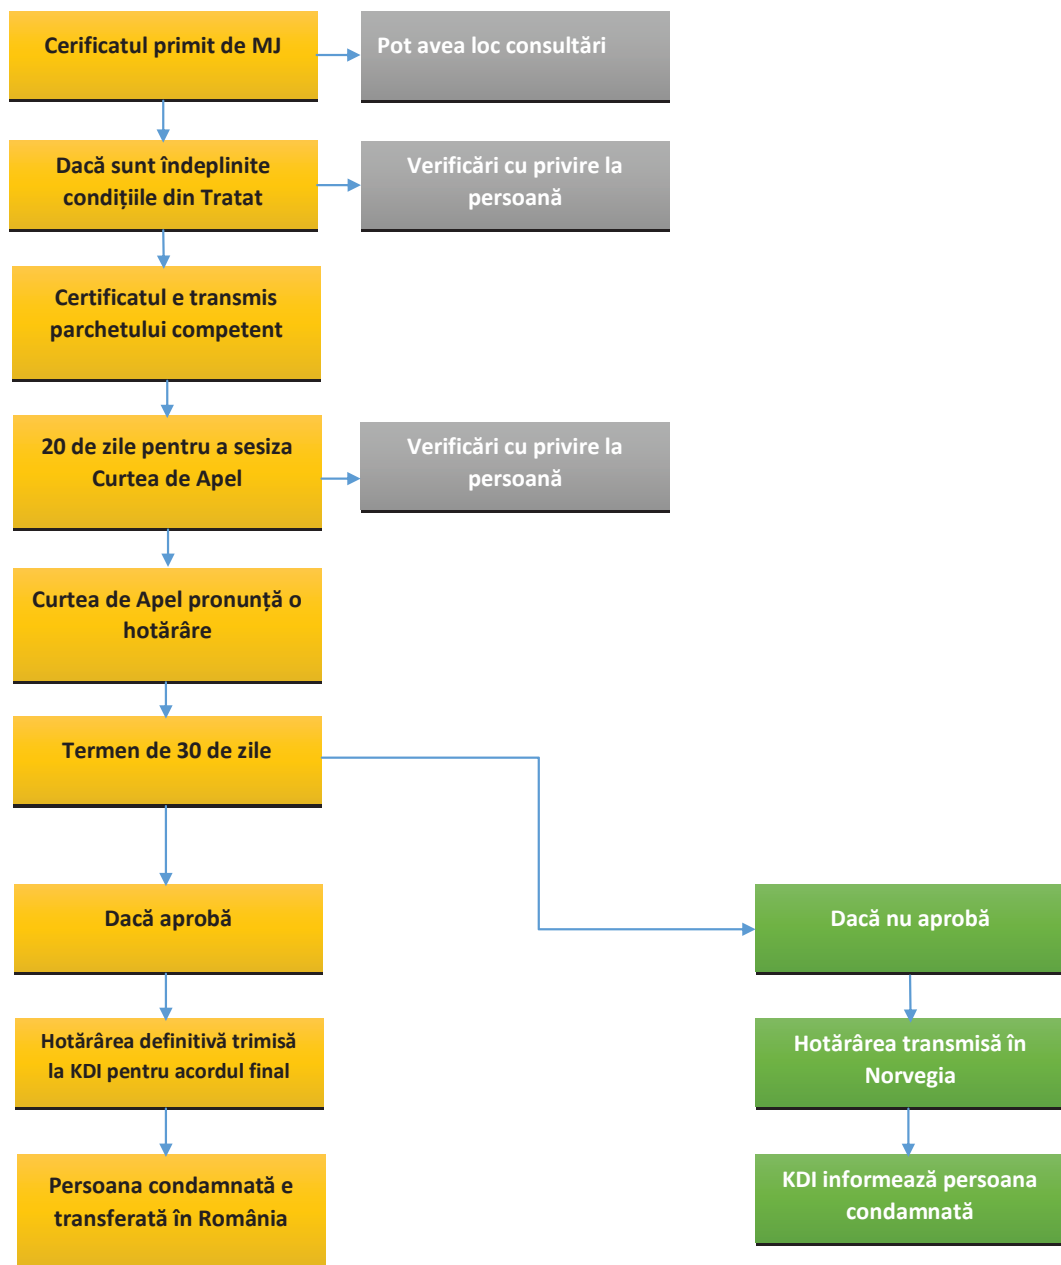 Cerificatul primit de MJ
Pot avea loc consultări
Dacă sunt îndeplinite
condițiile din Tratat
Verificări cu privire la
persoană
Certificatul e transmis
parchetului competent
20 de zile pentru a sesiza
Curtea de Apel
Verificări cu privire la
persoană
Curtea de Apel pronunță o
hotărâre
Termen de 30 de zile
Dacă aprobă
Dacă nu aprobă
Hotărârea definitivă trimisă
la KDI pentru acordul final
Hotărârea transmisă în
Norvegia
Persoana condamnată e
transferată în România
KDI informează persoana
condamnată